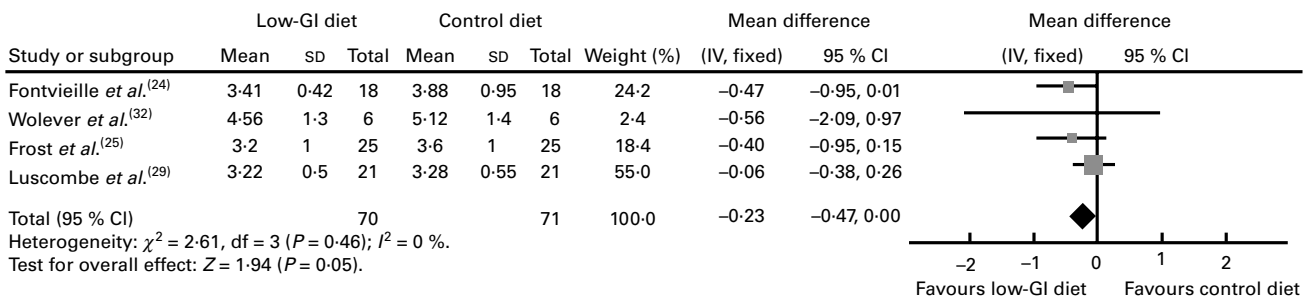 Low-GI diet Control diet Mean difference Mean difference
Study or subgroup Mean SD Total Mean SD Total Weight (%) (IV, fixed) 95 % CI (IV, fixed) 95 % CI
Fontvieille et al.(24) 3·41 0·42 18 3·88 0·95 18 24·2 −0·47 −0·95, 0·01
Wolever et al.(32) 4·56 1·3 6 5·12 1·4 6 2·4 −0·56 −2·09, 0·97
Frost et al.(25) 3·2 1 25 3·6 1 25 18·4 −0·40 −0·95, 0·15
Luscombe et al.(29) 3·22 0·5 21 3·28 0·55 21 55·0 −0·06 −0·38, 0·26
Total (95 % CI) 70 71 100·0 −0·23 −0·47, 0·00
Heterogeneity: χ² = 2·61, df = 3 (P = 0·46); I² = 0 %.
Test for overall effect: Z = 1·94 (P = 0·05).
−2 −1 0 1 2
Favours low-GI diet Favours control diet